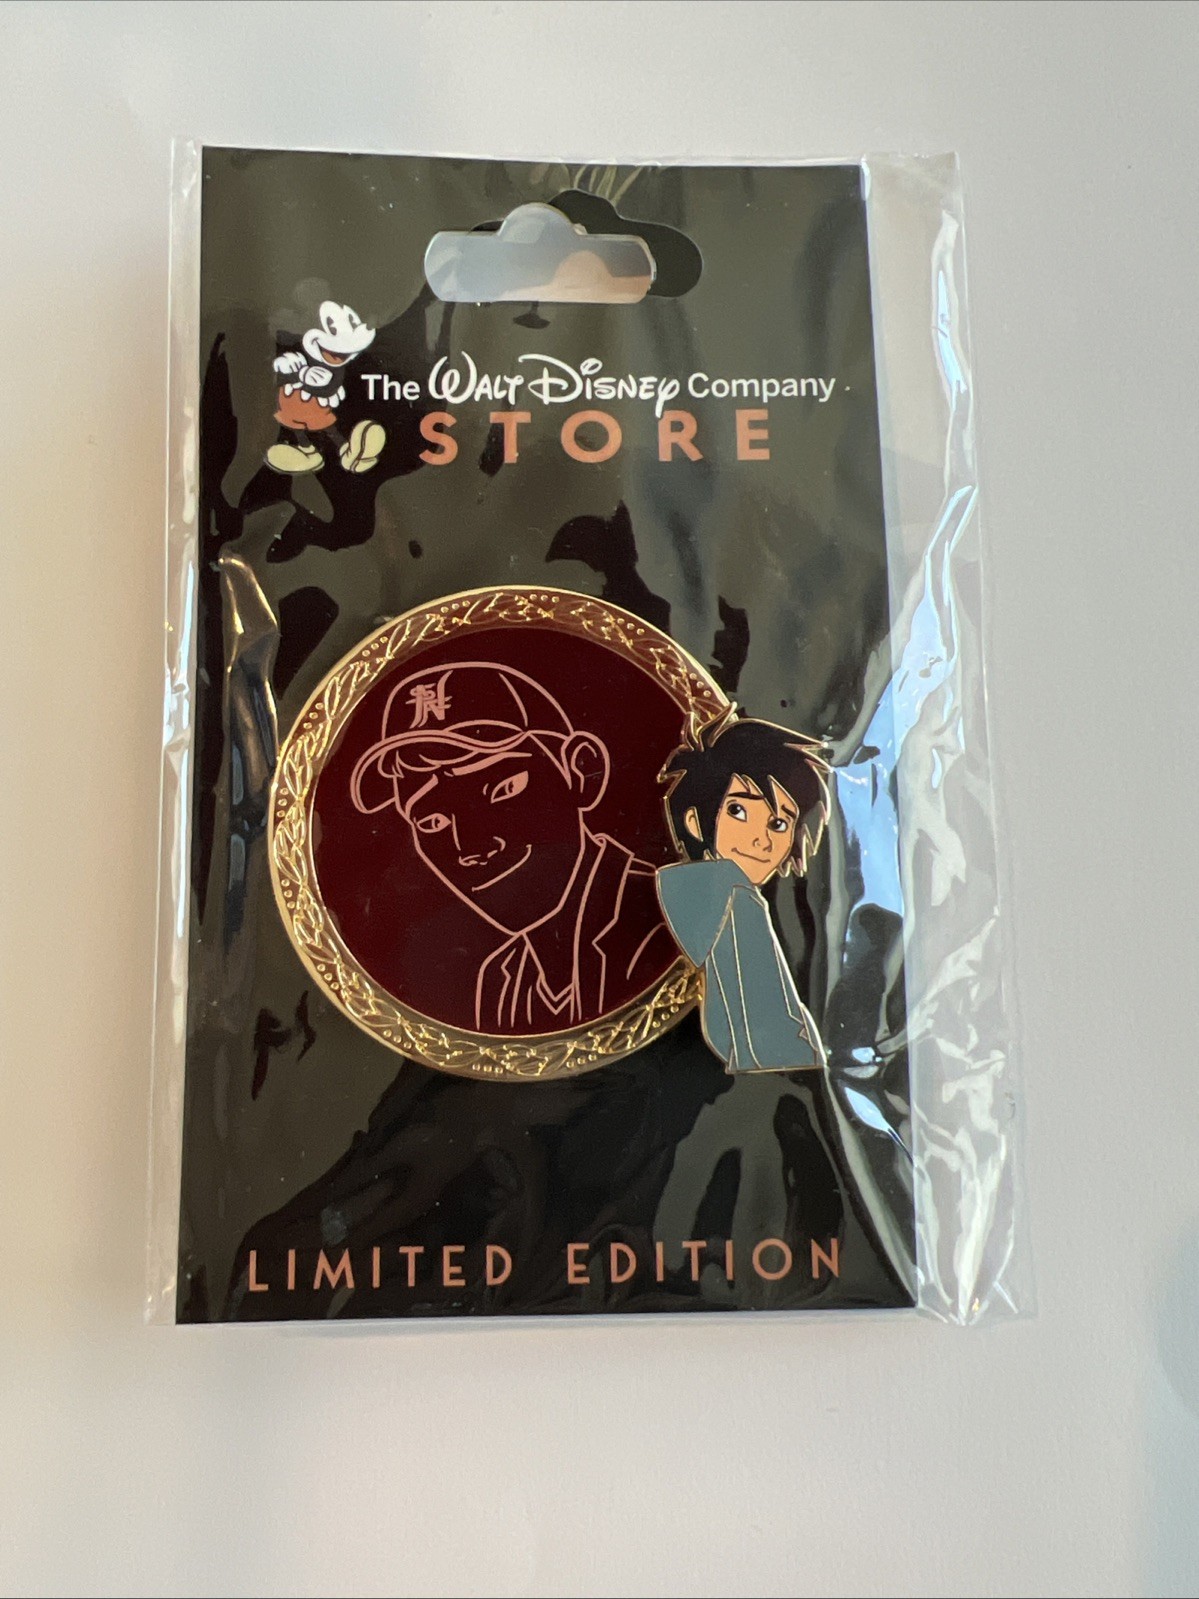 The WALT DISNEY Company
STORE
LIMITED EDITION